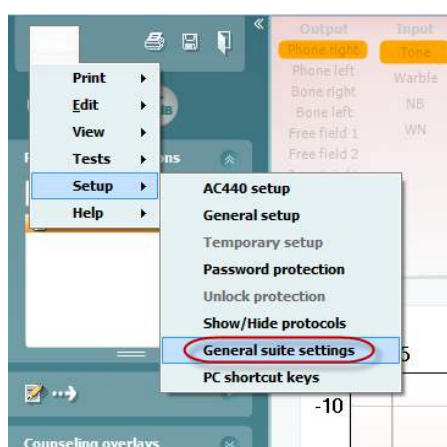 Output Input
Phone right Tone
Phone left Warble
Bone right NB
Bone left WN
Free field 1
Free field 2
Print
Edit
View
Tests
Setup
Help
ns
AC440 setup
General setup
Temporary setup
Password protection
Unlock protection
Show/Hide protocols
General suite settings
PC shortcut keys
5
-10
Counseling overlays